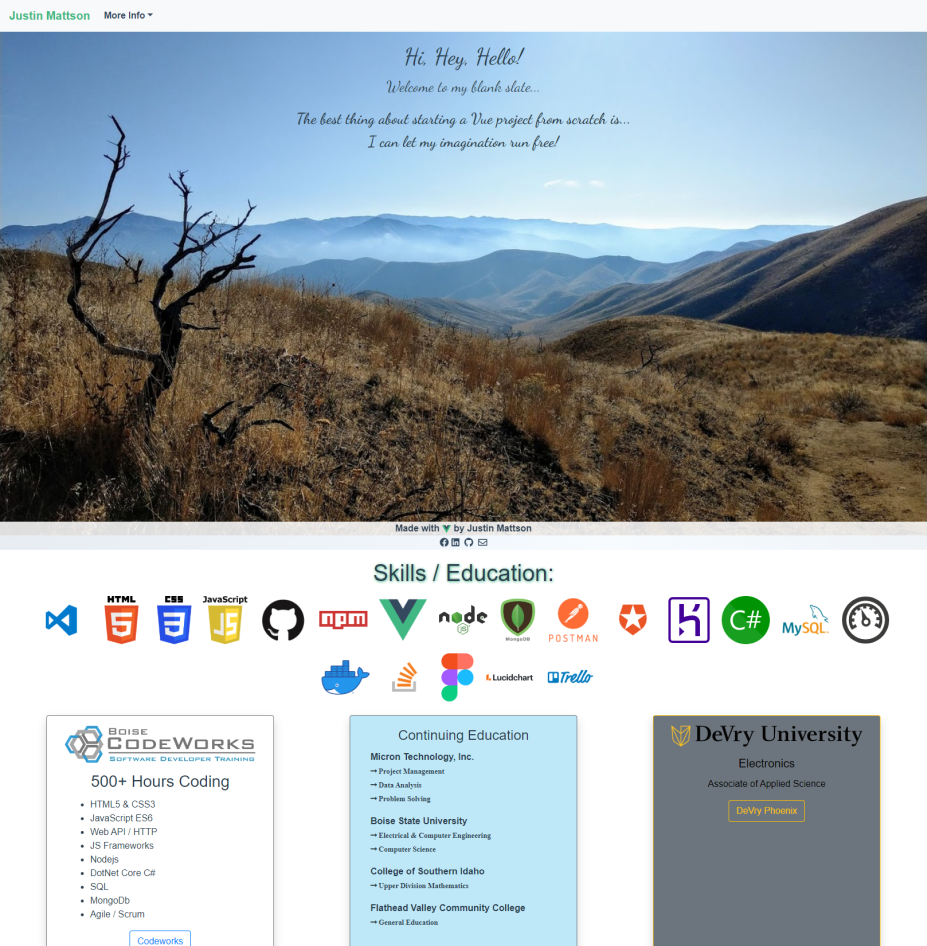 Justin Mattson More Info
Hi, Hey, Hello!
Welcome to my blank slate...
The best thing about starting a Vue project from scratch is...
I can let my imagination run free!
Made with by Justin Mattson
Skills / Education:
HTML CSS JavaScript
5 3 JS npm node JS mongoDB POSTMAN C# MySQL
Lucidchart Trello
BOISE
CODEWORKS
SOFTWARE DEVELOPER TRAINING
500+ Hours Coding
• HTML5 & CSS3
• JavaScript ES6
• Web API / HTTP
• JS Frameworks
• Nodejs
• DotNet Core C#
• SQL
• MongoDb
• Agile / Scrum
Codeworks
Continuing Education
Micron Technology, Inc.
→ Project Management
→ Data Analysis
→ Problem Solving
Boise State University
→ Electrical & Computer Engineering
→ Computer Science
College of Southern Idaho
→ Upper Division Mathematics
Flathead Valley Community College
→ General Education
DeVry University
Electronics
Associate of Applied Science
DeVry Phoenix